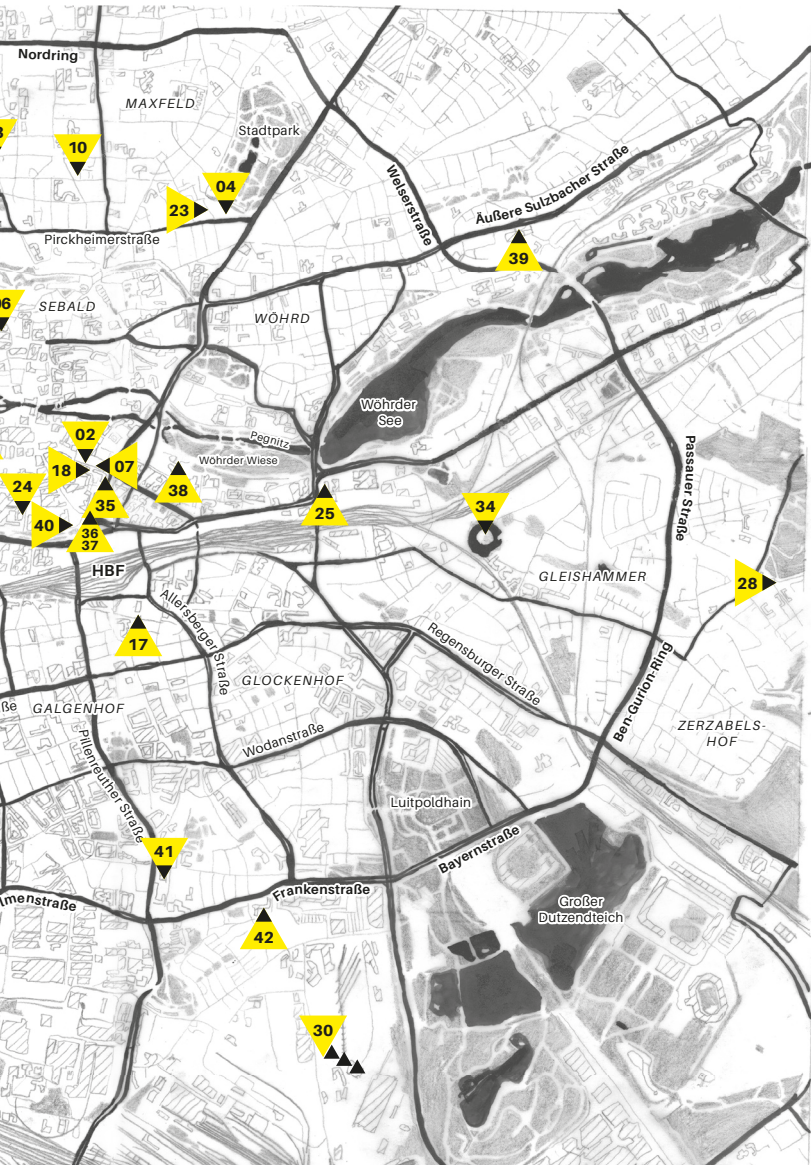 Nordring
MAXFELD
Stadtpark
10
04
23
Welserstraße
Äußere Sulzbacher Straße
Pirckheimerstraße
39
SEBALD
WÖHRD
Wöhrder
See
Pegnitz
Wöhrder Wiese
02
18
07
24
38
35
25
34
40
36
37
HBF
Passauer Straße
GLEISHAMMER
28
Allersberger Straße
17
Regensburger Straße
GLOCKENHOF
GALGENHOF
Ben-Gurion-Ring
ZERZABELS-
HOF
Wodanstraße
Pillenreuther Straße
Luitpoldhain
Bayernstraße
41
Frankenstraße
lmenstraße
Großer
Dutzendteich
42
30